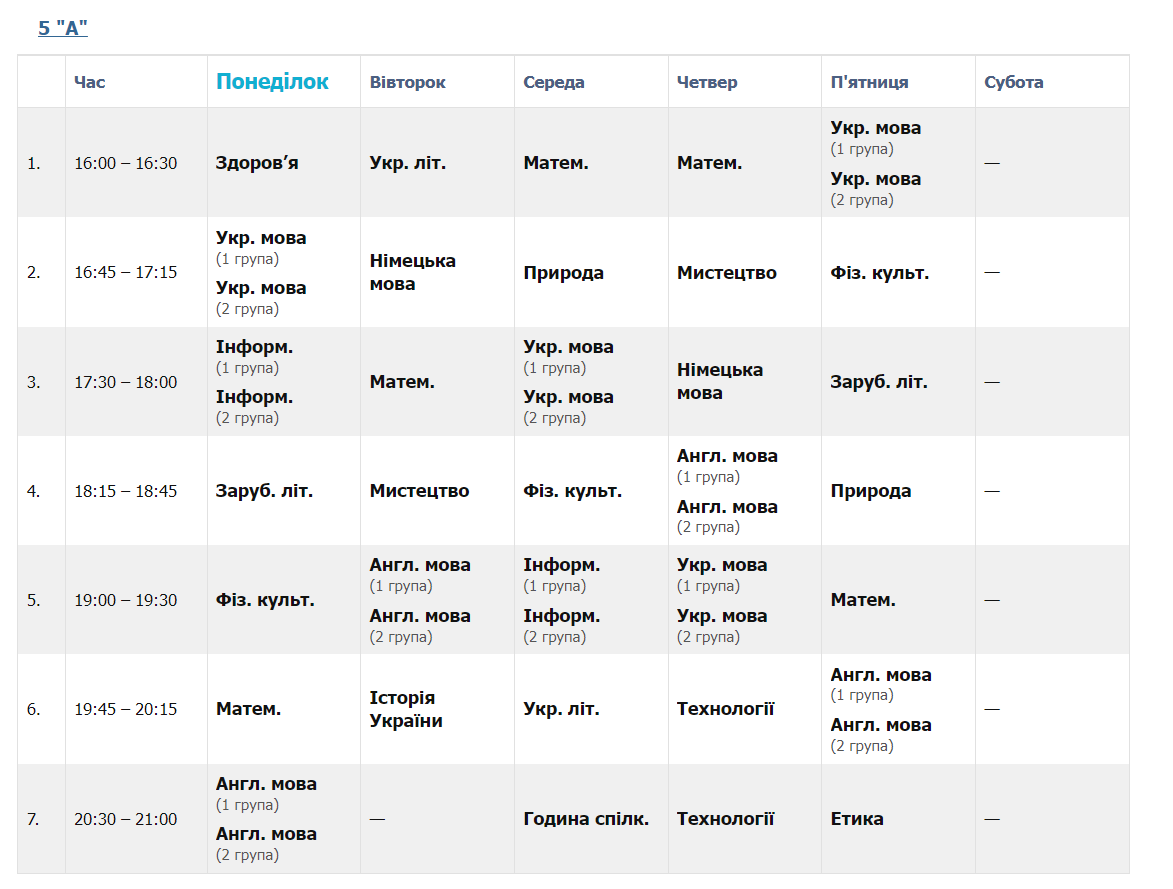 5 "А"
Час Понеділок Вівторок Середа Четвер П'ятниця Субота
1. 16:00 – 16:30 Здоров’я Укр. літ. Матем. Матем. Укр. мова (1 група) Укр. мова (2 група) —
2. 16:45 – 17:15 Укр. мова (1 група) Укр. мова (2 група) Німецька мова Природа Мистецтво Фіз. культ. —
3. 17:30 – 18:00 Інформ. (1 група) Інформ. (2 група) Матем. Укр. мова (1 група) Укр. мова (2 група) Німецька мова Заруб. літ. —
4. 18:15 – 18:45 Заруб. літ. Мистецтво Фіз. культ. Англ. мова (1 група) Англ. мова (2 група) Природа —
5. 19:00 – 19:30 Фіз. культ. Англ. мова (1 група) Англ. мова (2 група) Інформ. (1 група) Інформ. (2 група) Укр. мова (1 група) Укр. мова (2 група) Матем. —
6. 19:45 – 20:15 Матем. Історія України Укр. літ. Технології Англ. мова (1 група) Англ. мова (2 група) —
7. 20:30 – 21:00 Англ. мова (1 група) Англ. мова (2 група) — Година спілк. Технології Етика —